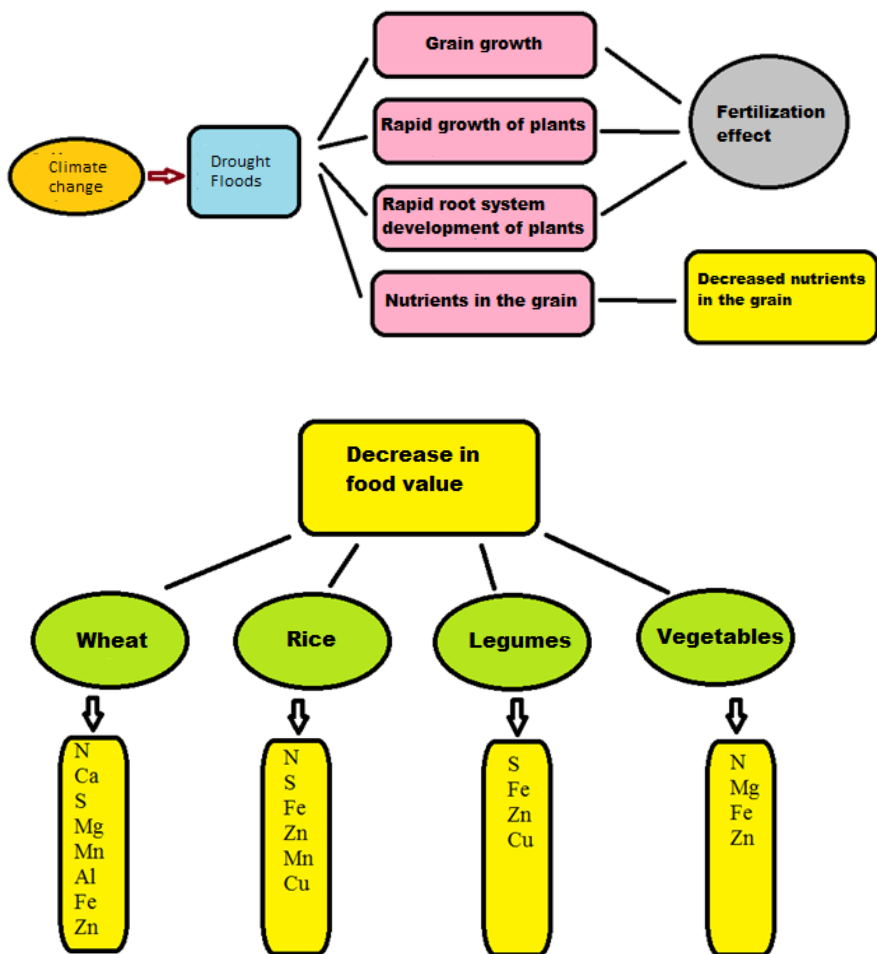 Grain growth
Rapid growth of plants
Fertilization
effect
Climate
change
Drought
Floods
Rapid root system
development of plants
Nutrients in the grain
Decreased nutrients
in the grain
Decrease in
food value
Wheat
Rice
Legumes
Vegetables
N
Ca
S
Mg
Mn
Al
Fe
Zn
N
S
Fe
Zn
Mn
Cu
S
Fe
Zn
Cu
N
Mg
Fe
Zn